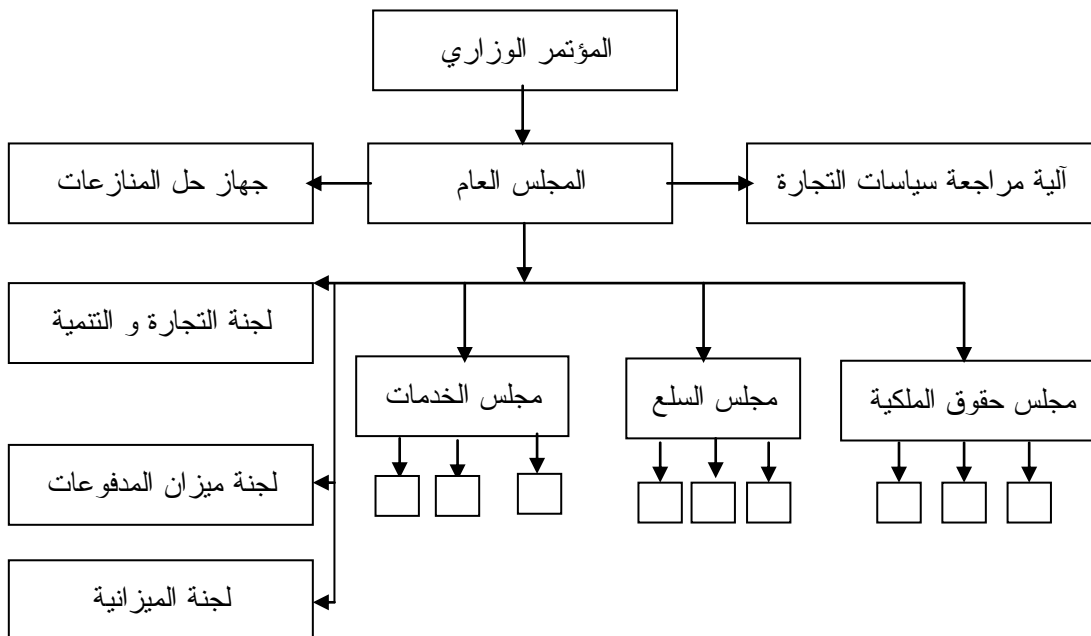 المؤتمر الوزاري
آلية مراجعة سياسات التجارة
المجلس العام
جهاز حل المنازعات
لجنة التجارة و التنمية
مجلس حقوق الملكية
مجلس السلع
مجلس الخدمات
لجنة ميزان المدفوعات
لجنة الميزانية